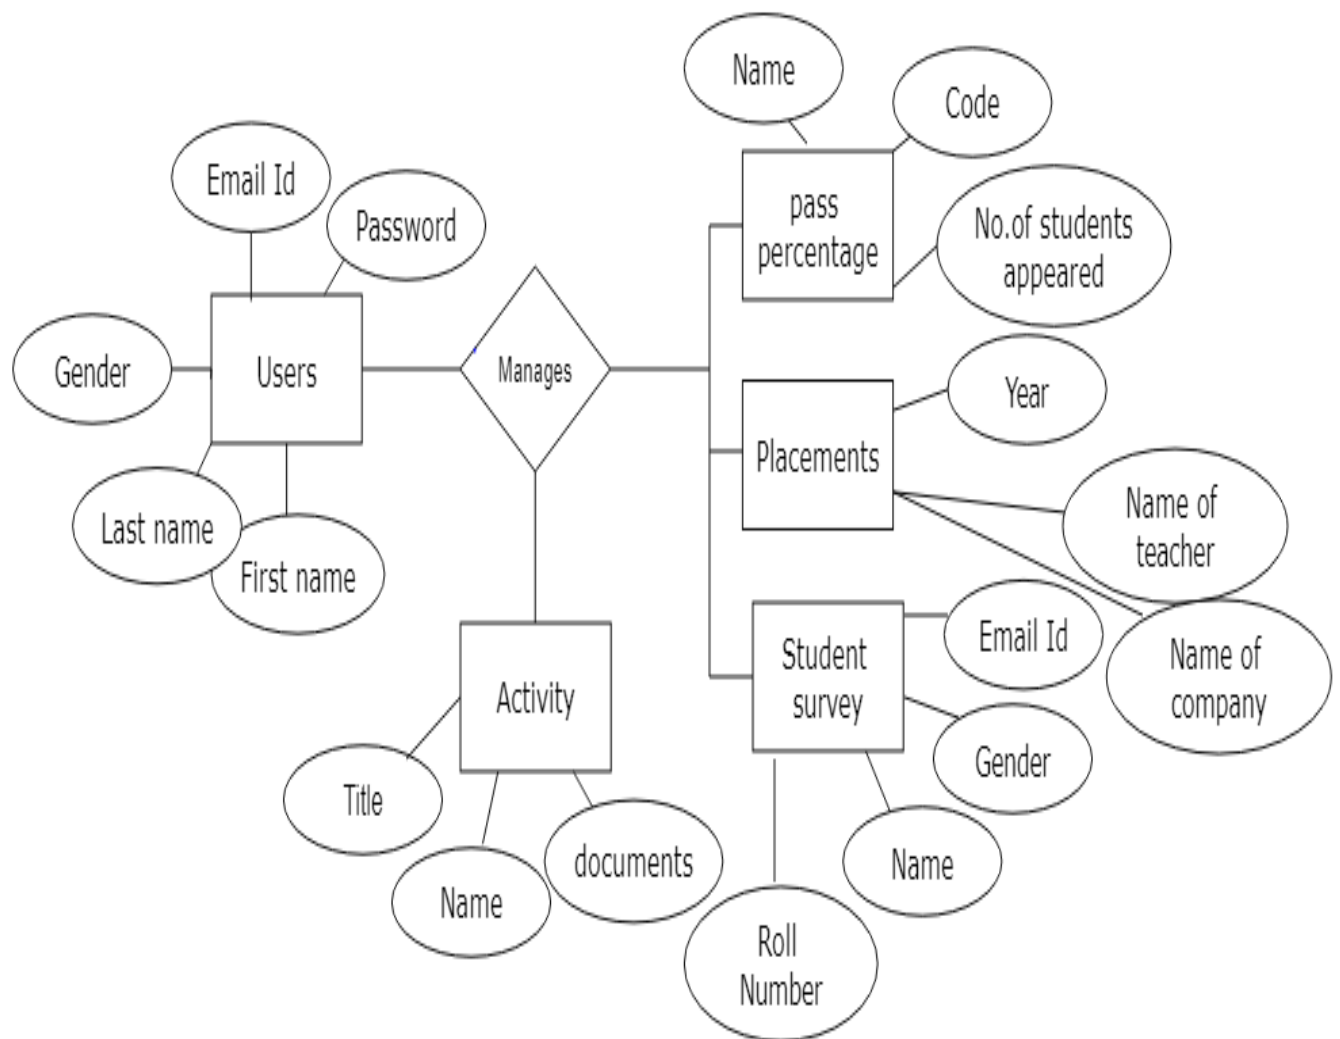 Name
Code
Email Id
Password
pass
percentage
No.of students
appeared
Gender
Users
Manages
Year
Placements
Last name
First name
Name of
teacher
Student
survey
Email Id
Name of
company
Activity
Gender
Title
Name
documents
Name
Roll
Number